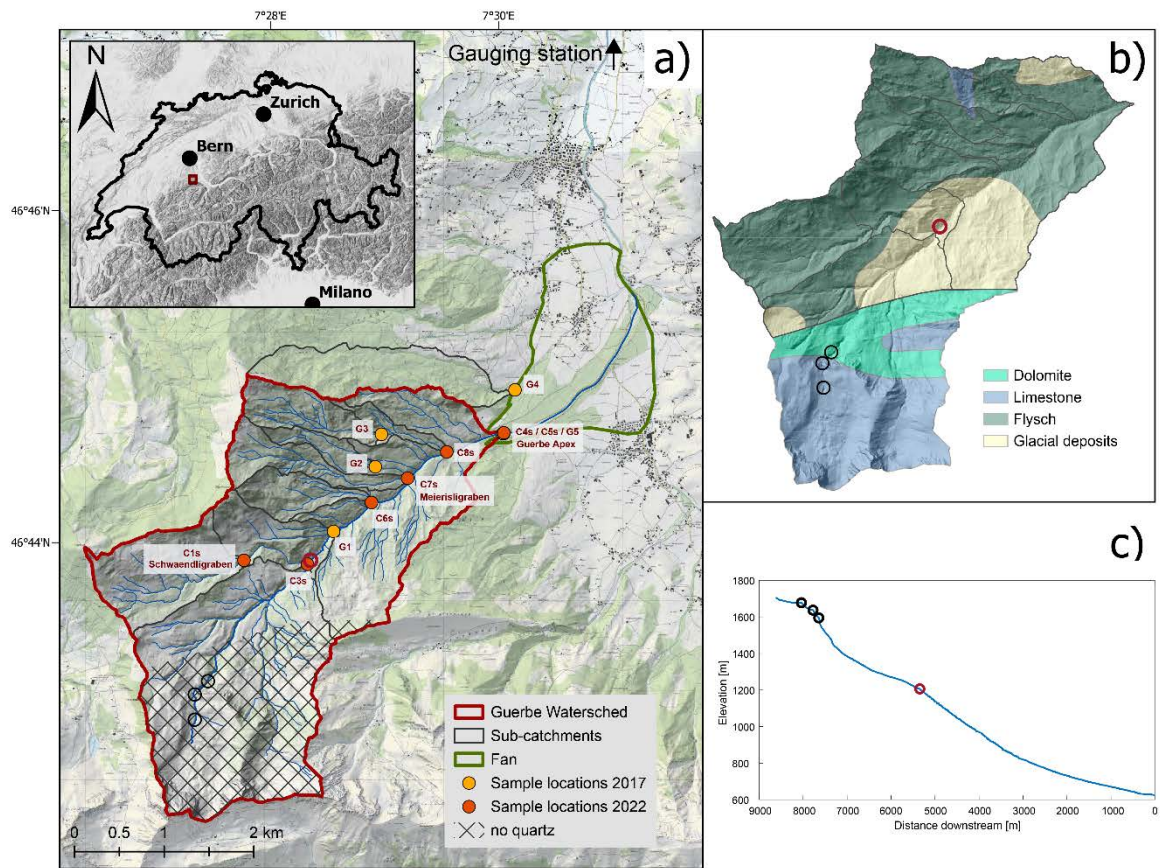 7°28'E
7°30'E
N
Zurich
Bern
Milano
Gauging station
a)
46°46'N
46°44'N
G4
G3
C4s / C5s / G5
Guerbe Apex
C8s
G2
C7s
Meierisligraben
C6s
G1
C1s
Schwaendligraben
C3s
Guerbe Watersched
Sub-catchments
Fan
Sample locations 2017
Sample locations 2022
no quartz
0 0.5 1 2 km
b)
Dolomite
Limestone
Flysch
Glacial deposits
c)
1800
1600
1400
1200
1000
800
600
Elevation [m]
9000 8000 7000 6000 5000 4000 3000 2000 1000 0
Distance downstream [m]